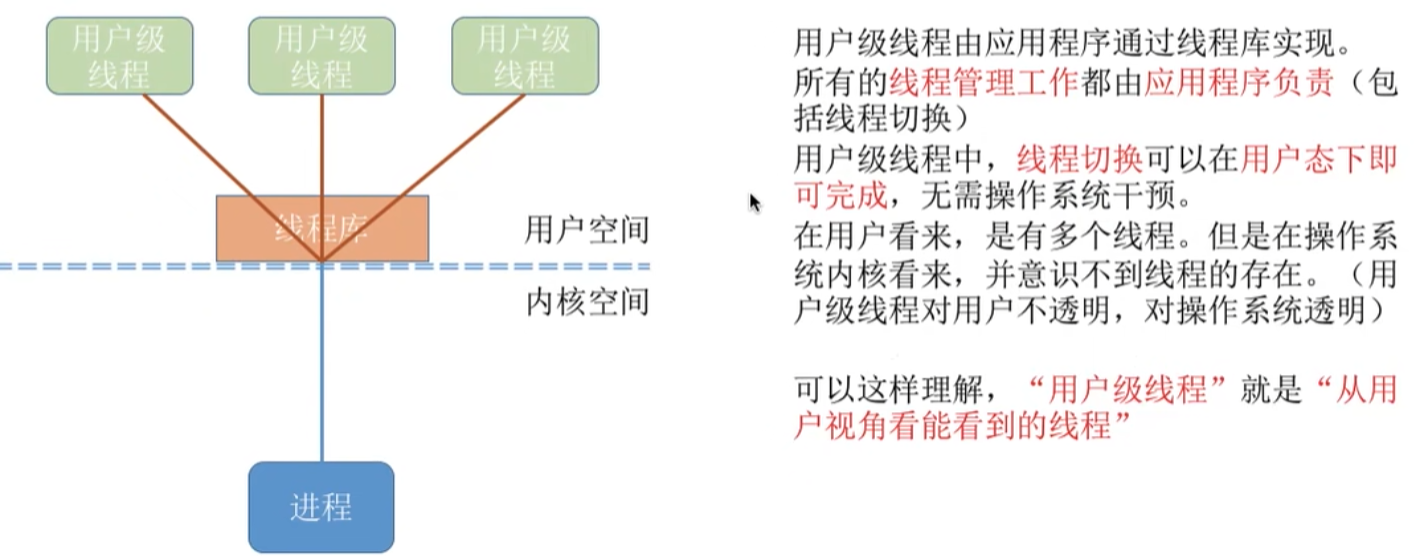 用户级
线程
用户级
线程
用户级
线程
线程库
用户空间
内核空间
进程
用户级线程由应用程序通过线程库实现。
所有的线程管理工作都由应用程序负责（包
括线程切换）
用户级线程中，线程切换可以在用户态下即
可完成，无需操作系统干预。
在用户看来，是有多个线程。但是在操作系
统内核看来，并意识不到线程的存在。（用
户级线程对用户不透明，对操作系统透明）
可以这样理解，“用户级线程”就是“从用
户视角看能看到的线程”